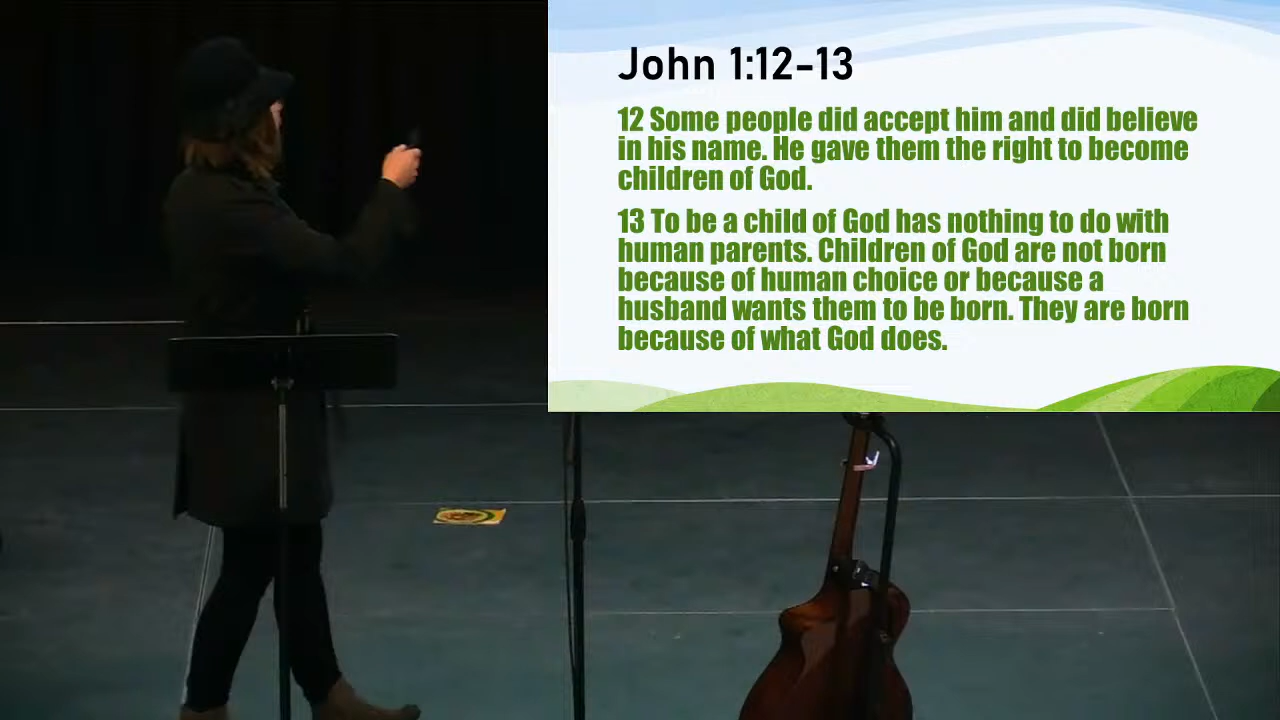 John 1:12-13
12 Some people did accept him and did believe
in his name. He gave them the right to become
children of God.
13 To be a child of God has nothing to do with
human parents. Children of God are not born
because of human choice or because a
husband wants them to be born. They are born
because of what God does.